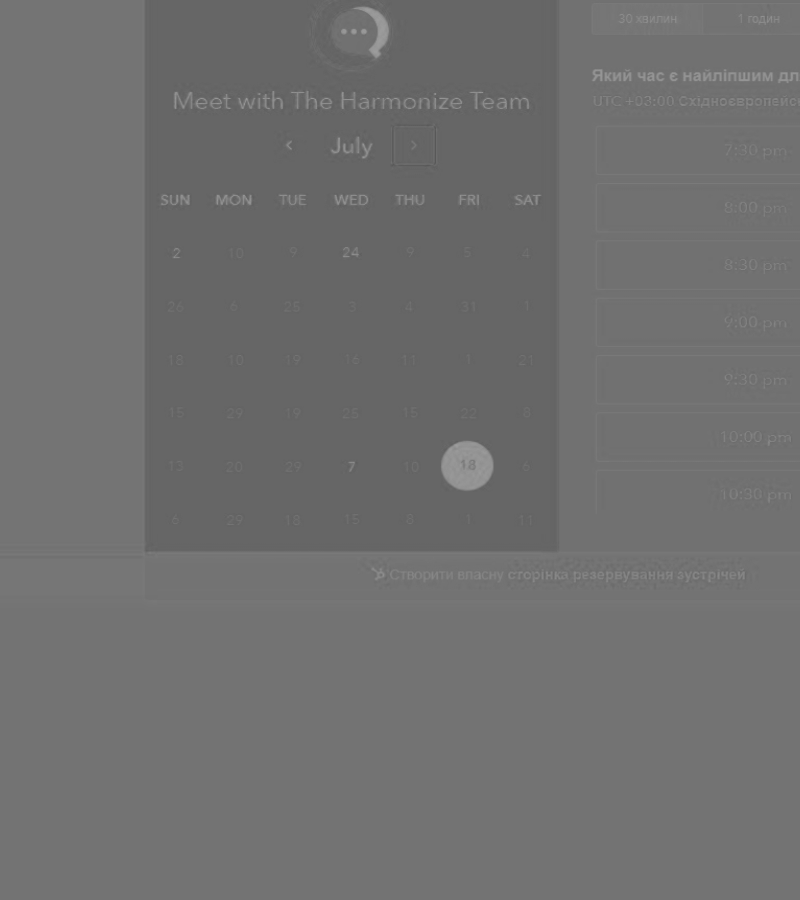 30 хвилин 1 годин
Який час є найліпшим дл
UTC +03:00 Східноєвропейсь
7:30 pm
8:00 pm
8:30 pm
9:00 pm
9:30 pm
10:00 pm
10:30 pm
Meet with The Harmonize Team
July
SUN MON TUE WED THU FRI SAT
2 10 9 24 9 5 4
26 6 25 3 4 31 1
18 10 19 16 11 1 21
15 29 19 25 15 22 8
13 20 29 7 10 18 6
6 29 18 15 8 1 11
Створити власну сторінка резервування зустрічей